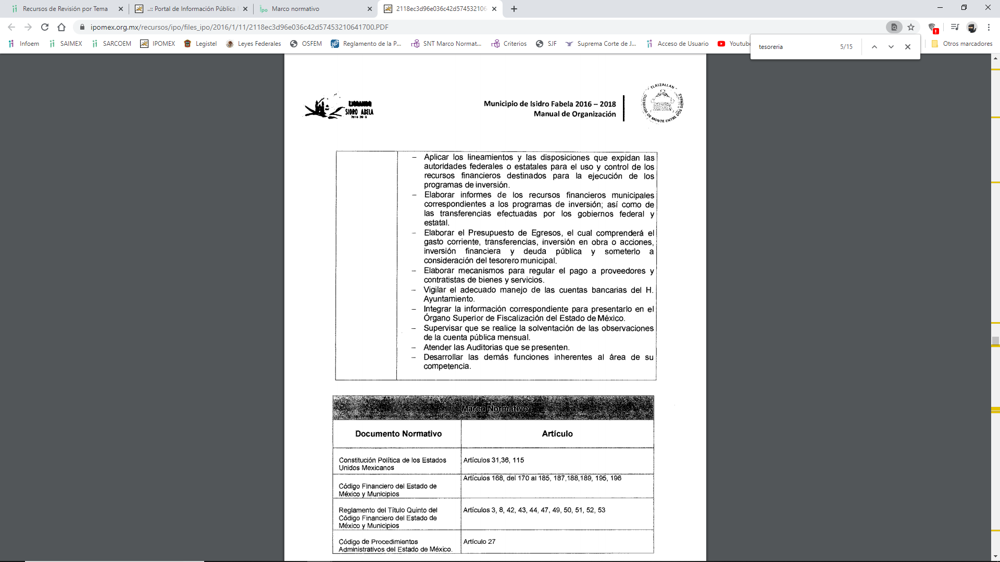 Recursos de Revisión por Tema
..:: Portal de Información Pública
Marco normativo
2118ec3d96e036c42d574532106
ipomex.org.mx/recursos/ipo/files_ipo/2016/1/11/2118ec3d96e036c42d57453210641700.PDF
Infoem
SAIMEX
SARCOEM
IPOMEX
Legistel
Leyes Federales
OSFEM
Reglamento de la P...
SNT Marco Normat...
Criterios
SJF
Suprema Corte de J...
Acceso de Usuario
Youtube
Otros marcadores
tesoreria 5/15
SIDRO ABELA
Municipio de Isidro Fabela 2016 – 2018
Manual de Organización
TLAZALLAN
QUEBRADA DE MONTE ENTRE DOS SIERRAS
– Aplicar los lineamientos y las disposiciones que expidan las
autoridades federales o estatales para el uso y control de los
recursos financieros destinados para la ejecución de los
programas de inversión.
– Elaborar informes de los recursos financieros municipales
correspondientes a los programas de inversión; así como de
las transferencias efectuadas por los gobiernos federal y
estatal.
– Elaborar el Presupuesto de Egresos, el cual comprenderá el
gasto corriente, transferencias, inversión en obra o acciones,
inversión financiera y deuda pública y someterlo a
consideración del tesorero municipal.
– Elaborar mecanismos para regular el pago a proveedores y
contratistas de bienes y servicios.
– Vigilar el adecuado manejo de las cuentas bancarias del H.
Ayuntamiento.
– Integrar la información correspondiente para presentarlo en el
Órgano Superior de Fiscalización del Estado de México.
– Supervisar que se realice la solventación de las observaciones
de la cuenta pública mensual.
– Atender las Auditorias que se presenten.
– Desarrollar las demás funciones inherentes al área de su
competencia.
Marco Normativo
Documento Normativo Artículo
Constitución Política de los Estados
Unidos Mexicanos
Artículos 31,36, 115
Código Financiero del Estado de
México y Municipios
Artículos 168, del 170 al 185, 187,188,189, 195, 196
Reglamento del Título Quinto del
Código Financiero del Estado de
México y Municipios
Artículos 3, 8, 42, 43, 44, 47, 49, 50, 51, 52, 53
Código de Procedimientos
Administrativos del Estado de México.
Artículo 27